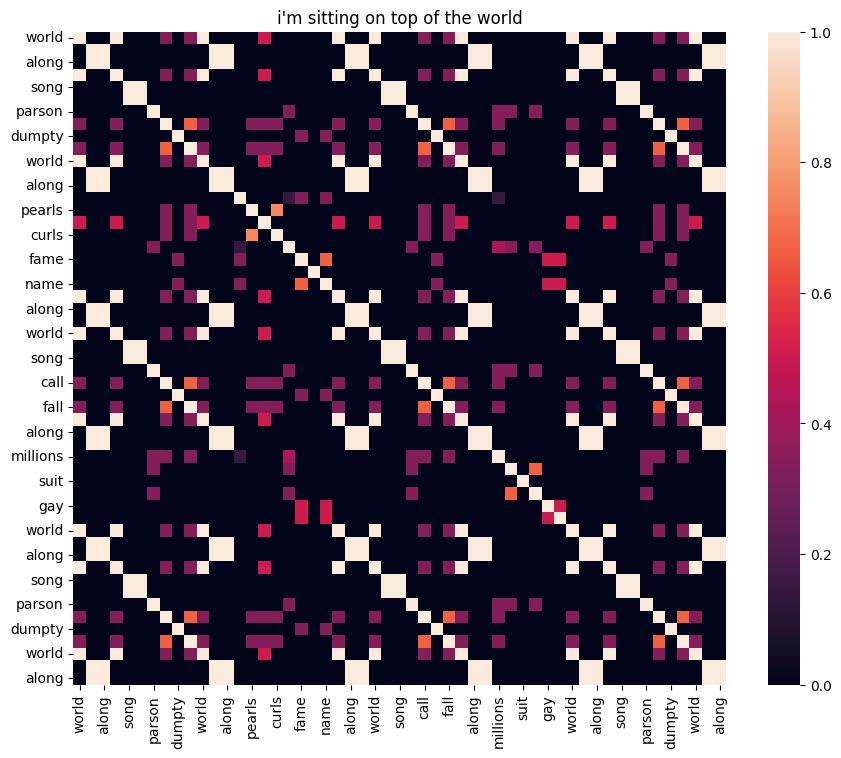 i'm sitting on top of the world
world
along
song
parson
dumpty
world
along
pearls
curls
fame
name
along
world
song
call
fall
along
millions
suit
gay
world
along
song
parson
dumpty
world
along
1.0
0.8
0.6
0.4
0.2
0.0
world
along
song
parson
dumpty
world
along
pearls
curls
fame
name
along
world
song
call
fall
along
millions
suit
gay
world
along
song
parson
dumpty
world
along